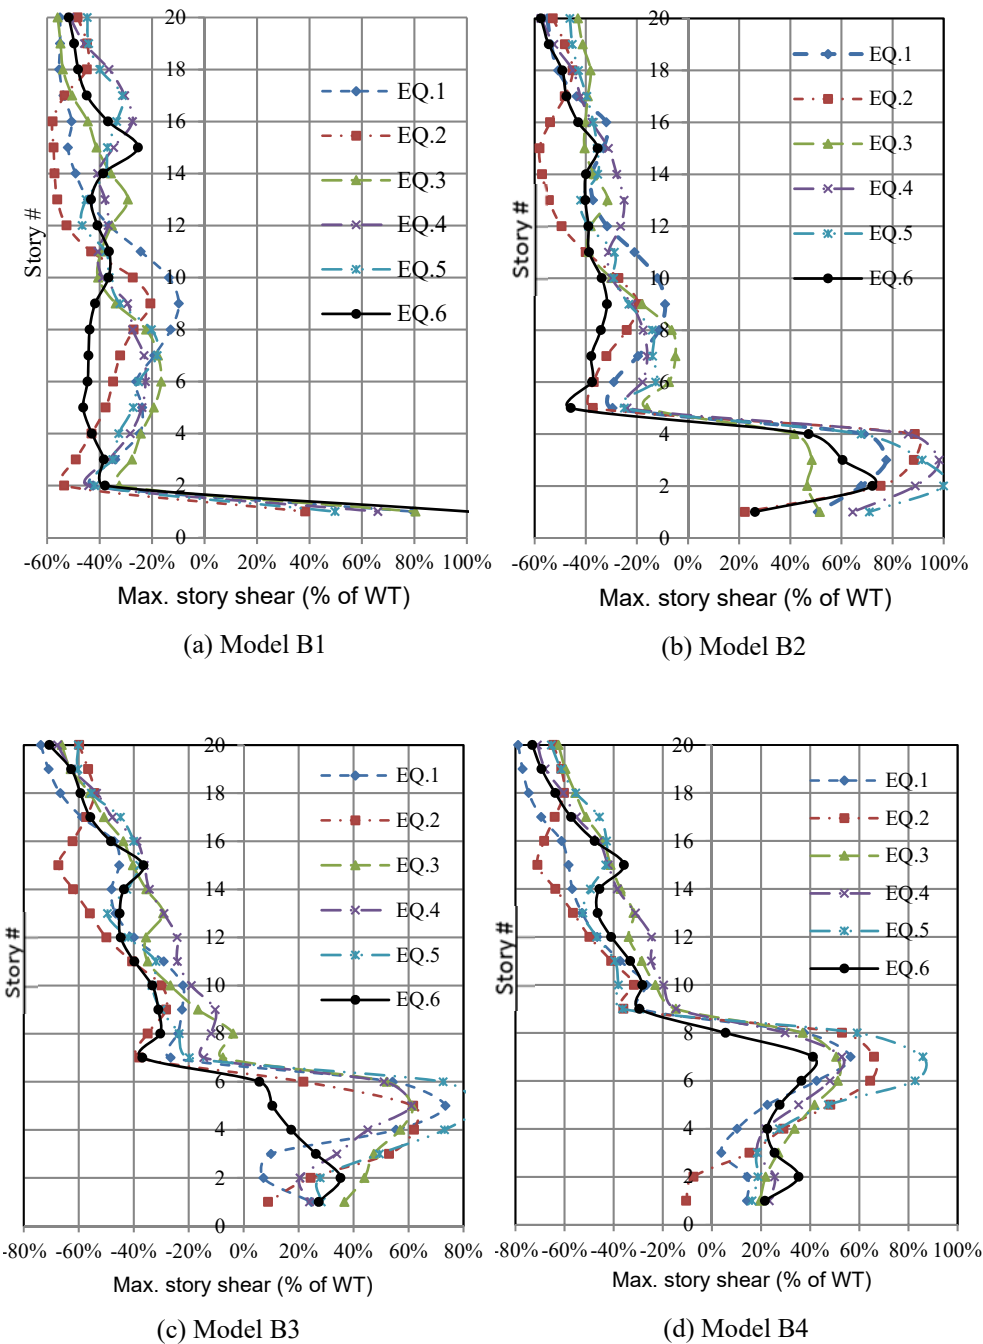 20
18
16
14
12
10
8
6
4
2
0
Story #
EQ.1
EQ.2
EQ.3
EQ.4
EQ.5
EQ.6
-60% -40% -20% 0% 20% 40% 60% 80% 100%
Max. story shear (% of WT)
(a) Model B1
20
18
16
14
12
10
8
6
4
2
0
Story #
EQ.1
EQ.2
EQ.3
EQ.4
EQ.5
EQ.6
-60% -40% -20% 0% 20% 40% 60% 80% 100%
Max. story shear (% of WT)
(b) Model B2
20
18
16
14
12
10
8
6
4
2
0
Story #
EQ.1
EQ.2
EQ.3
EQ.4
EQ.5
EQ.6
-80% -60% -40% -20% 0% 20% 40% 60% 80%
Max. story shear (% of WT)
(c) Model B3
20
18
16
14
12
10
8
6
4
2
0
Story #
EQ.1
EQ.2
EQ.3
EQ.4
EQ.5
EQ.6
-80% -60% -40% -20% 0% 20% 40% 60% 80% 100%
Max. story shear (% of WT)
(d) Model B4